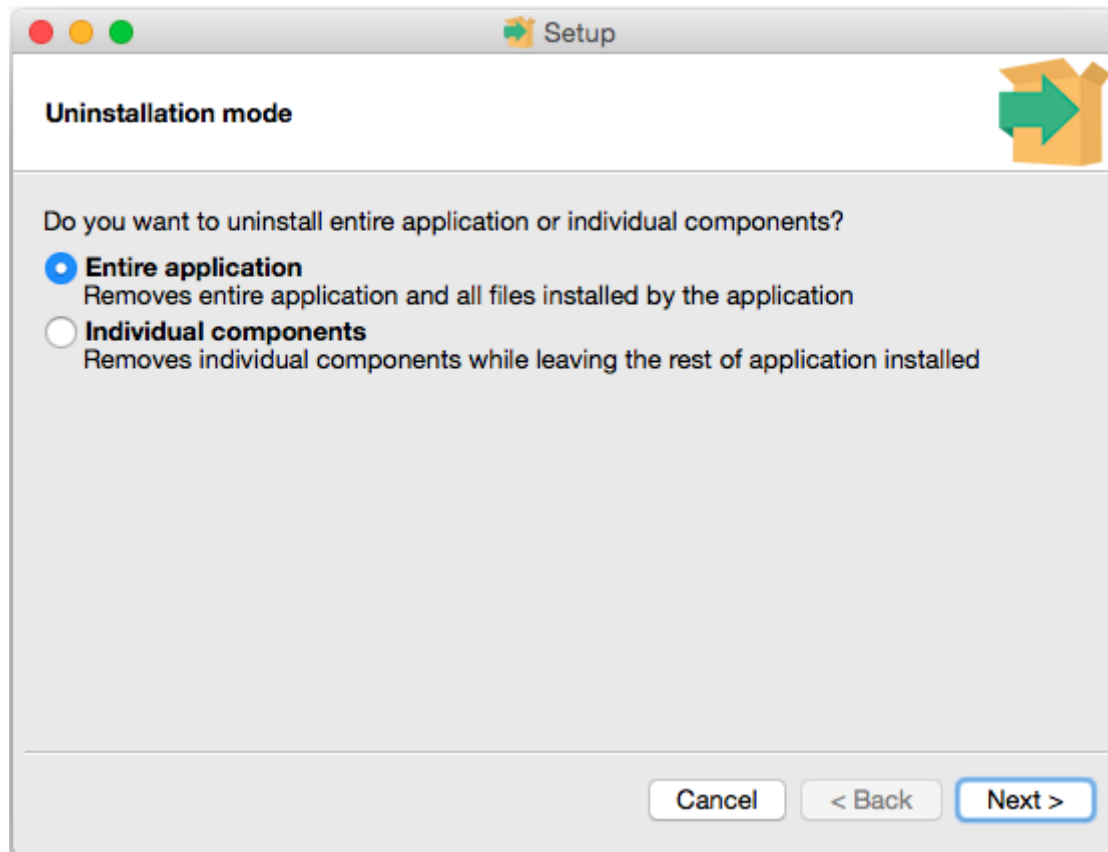 Setup
Uninstallation mode
Do you want to uninstall entire application or individual components?
Entire application
Removes entire application and all files installed by the application
Individual components
Removes individual components while leaving the rest of application installed
Cancel
< Back
Next >